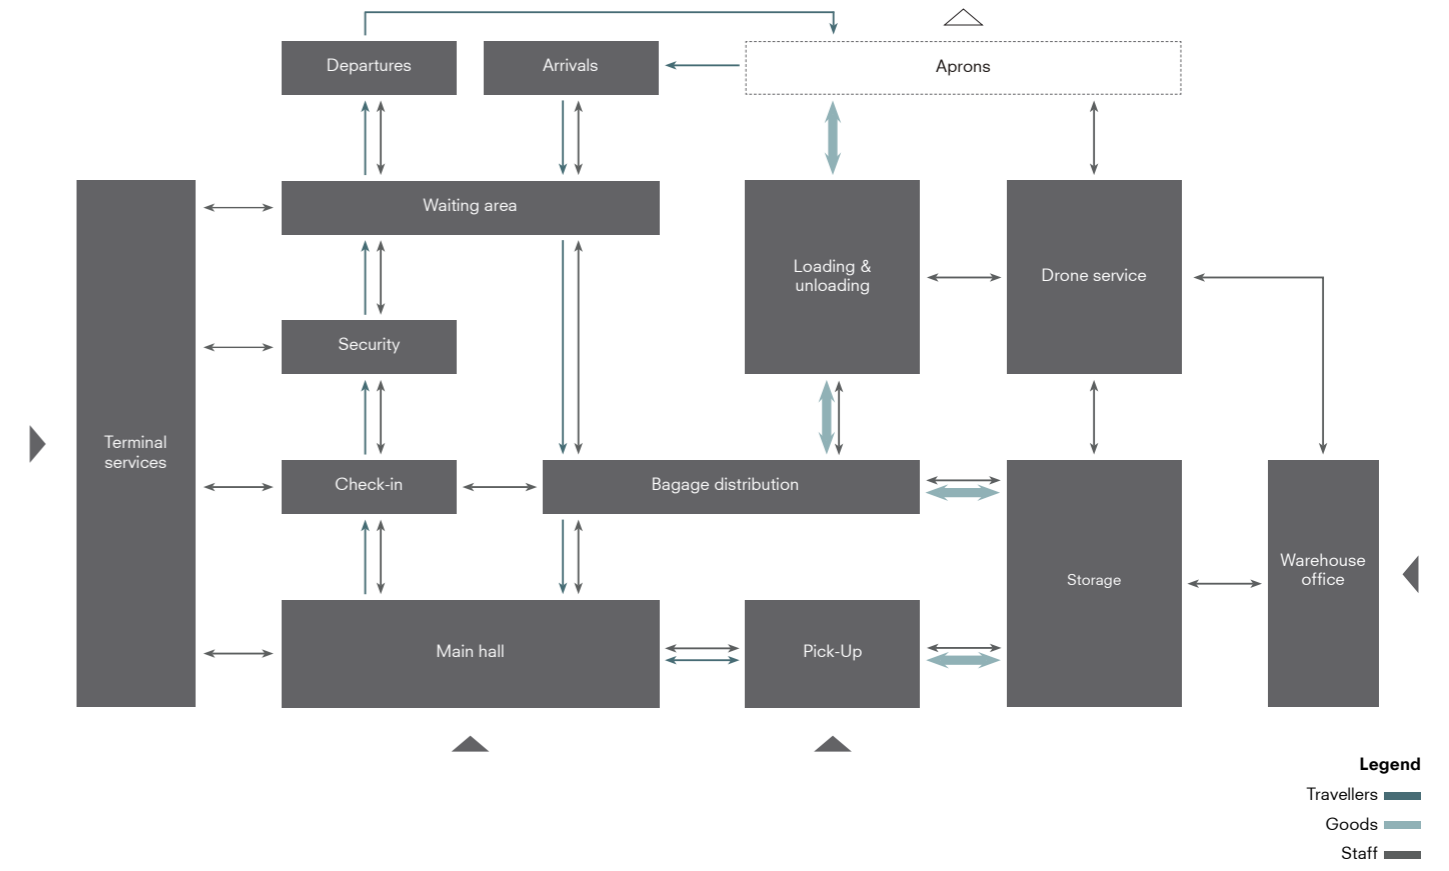 Departures
Arrivals
Aprons
Waiting area
Loading &
unloading
Drone service
Security
Terminal
services
Check-in
Bagage distribution
Storage
Warehouse
office
Main hall
Pick-Up
Legend
Travellers
Goods
Staff